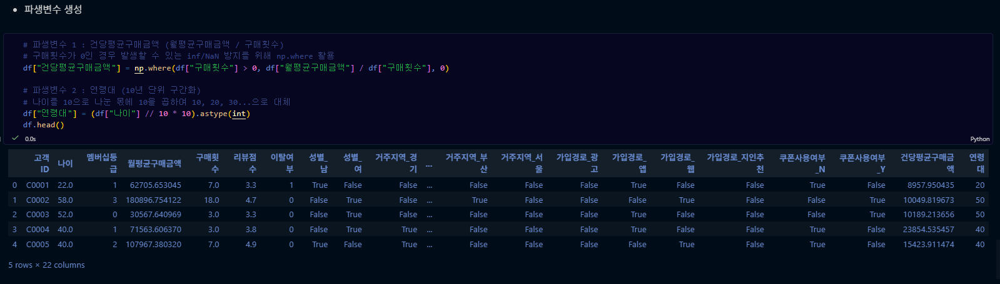 • 파생변수 생성
# 파생변수 1 : 건당평균구매금액 (월평균구매금액 / 구매횟수)
# 구매횟수가 0인 경우 발생할 수 있는 inf/NaN 방지를 위해 np.where 활용
df["건당평균구매금액"] = np.where(df["구매횟수"] > 0, df["월평균구매금액"] / df["구매횟수"], 0)
# 파생변수 2 : 연령대 (10년 단위 구간화)
# 나이를 10으로 나눈 몫에 10을 곱하며 10, 20, 30...으로 대체
df["연령대"] = (df["나이"] // 10 * 10).astype(int)
df.head()
0.0s Python
고객ID 나이 멤버십등급 월평균구매금액 구매횟수 리뷰점수 이탈여부 성별_남 성별_여 거주지역_경기 ... 거주지역_부산 거주지역_서울 가입경로_광고 가입경로_앱 가입경로_웹 가입경로_지인추천 쿠폰사용여부_N 쿠폰사용여부_Y 건당평균구매금액 연령대
0 C0001 22.0 1 62705.653045 7.0 3.3 1 True False False ... False False False True False False True False 8957.950435 20
1 C0002 58.0 3 180896.754122 18.0 4.7 0 False True False ... True False False False True False False True 10049.819673 50
2 C0003 52.0 0 30567.640969 3.0 3.3 0 False True False ... False False False True False False False True 10189.213656 50
3 C0004 40.0 1 71563.606370 3.0 3.8 0 False True True ... False False False False True False True False 23854.535457 40
4 C0005 40.0 2 107967.380320 7.0 4.9 0 True False True ... False False False False True False True False 15423.911474 40
5 rows × 22 columns